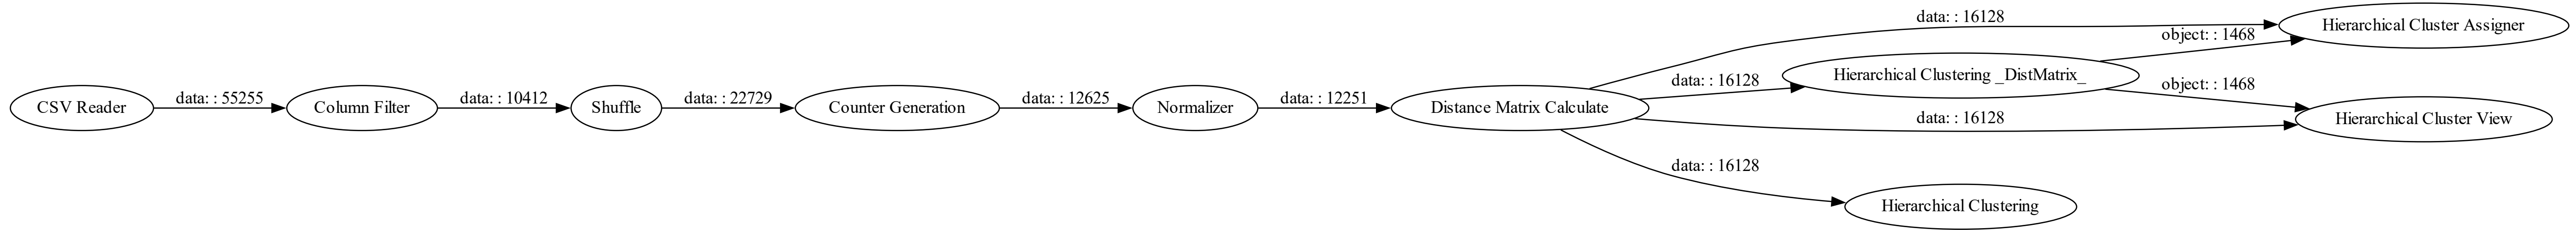 CSV Reader
data: : 55255
Column Filter
data: : 10412
Shuffle
data: : 22729
Counter Generation
data: : 12625
Normalizer
data: : 12251
Distance Matrix Calculate
data: : 16128
data: : 16128
data: : 16128
data: : 16128
Hierarchical Clustering _DistMatrix_
object: : 1468
object: : 1468
Hierarchical Cluster Assigner
Hierarchical Cluster View
Hierarchical Clustering